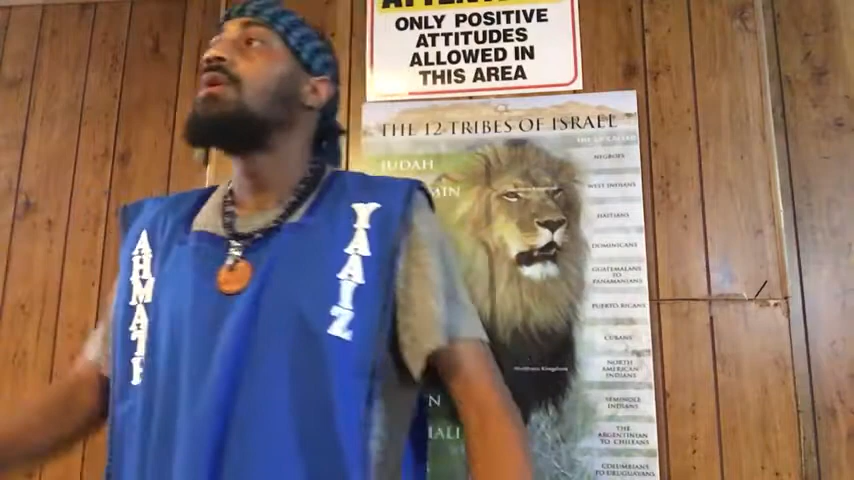 ONLY POSITIVE
ATTITUDES
ALLOWED IN
THIS AREA
THE 12 TRIBES OF ISRAEL
JUDAH
NEGROES
WEST INDIANS
HAITIANS
DOMINICANS
GUATEMALANS
TO
PANAMANIANS
PUERTO RICANS
CUBANS
NORTH
AMERICAN
INDIANS
SEMINOLE
INDIANS
THE
ARGENTINIAN
TO CHILEANS
COLUMBIANS
TO URUGUAYANS
AHMATF
YAAIZ